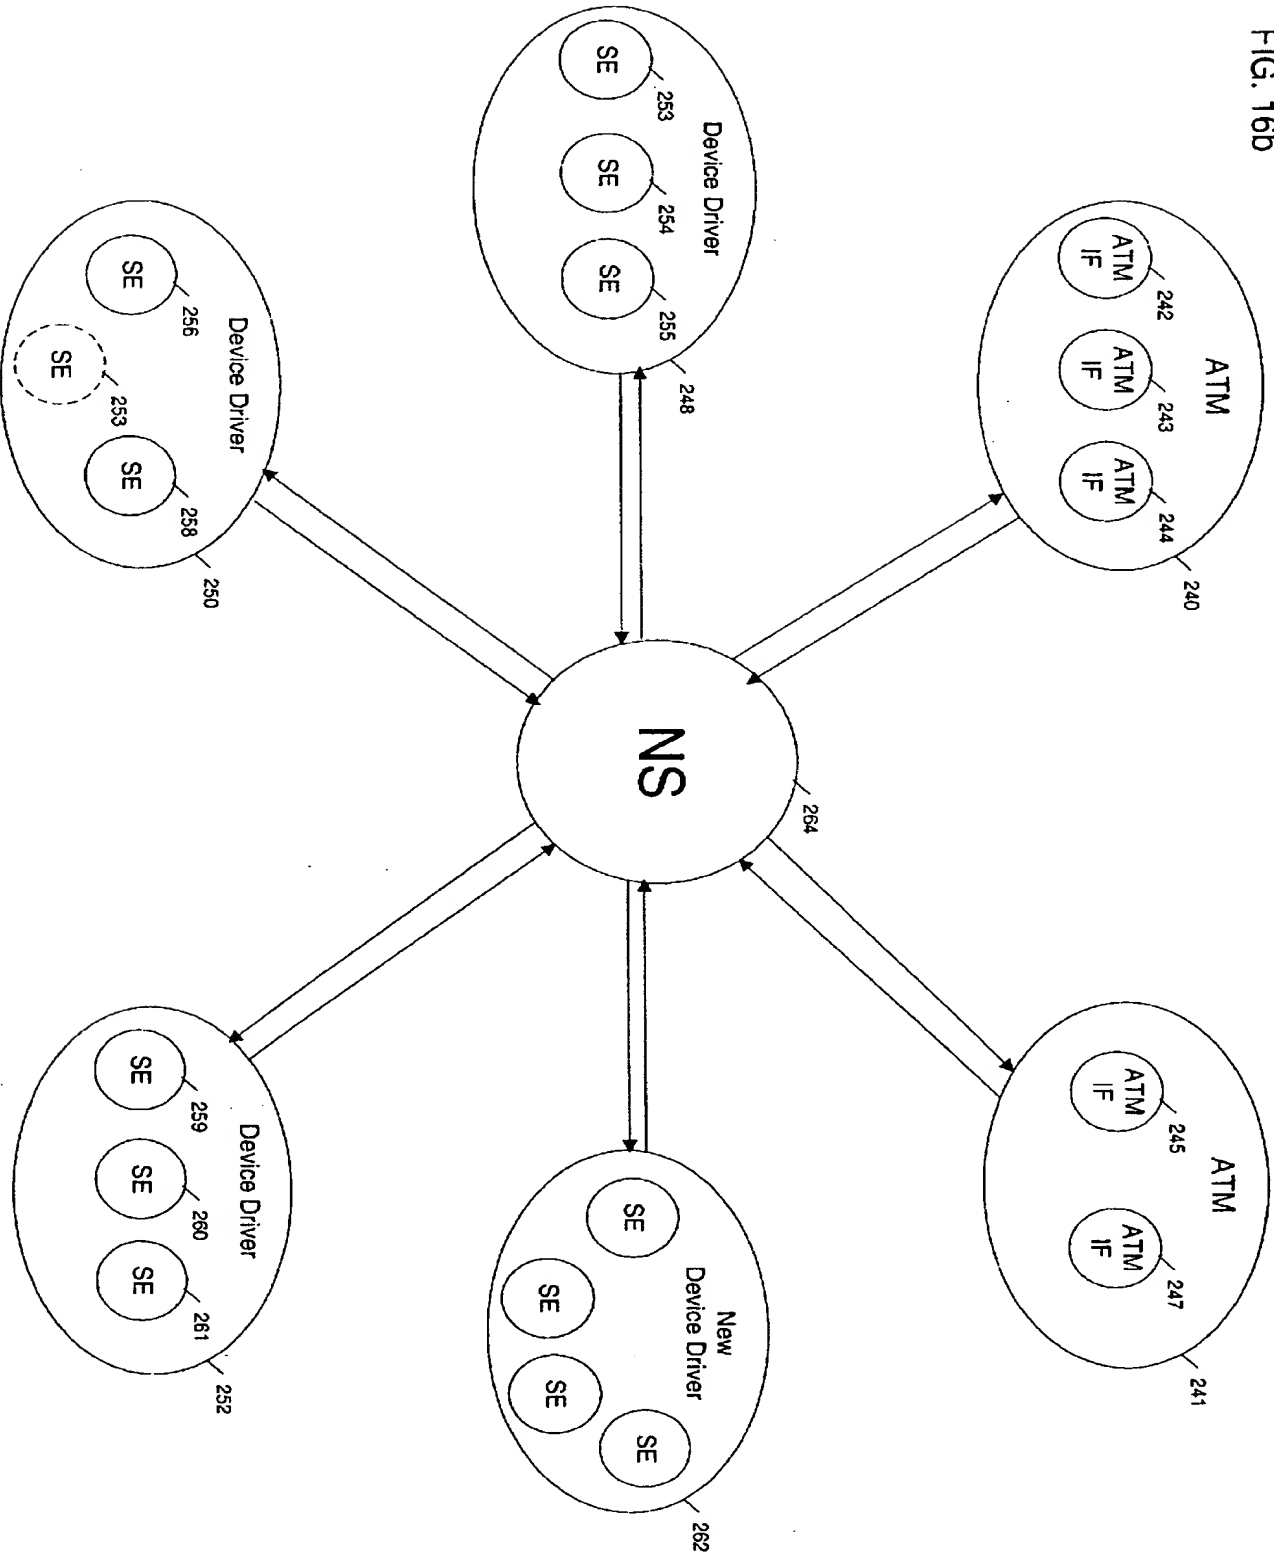 FIG. 16b
ATM
ATM
IF
242
ATM
IF
243
ATM
IF
244
240
ATM
ATM
IF
245
ATM
IF
247
241
Device Driver
SE
253
SE
254
SE
255
248
NS
264
New
Device Driver
SE
SE
SE
SE
262
Device Driver
SE
256
SE
253
SE
258
250
Device Driver
SE
259
SE
260
SE
261
252